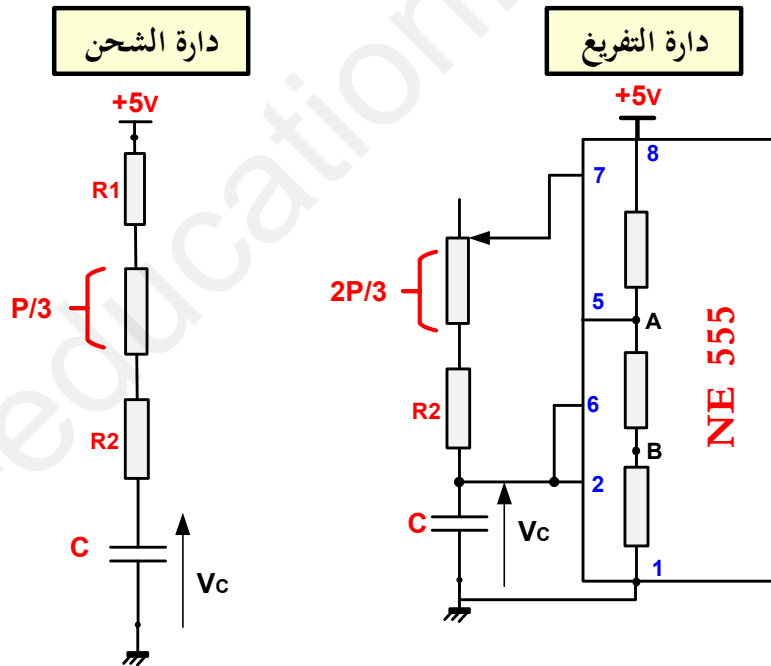 دارة الشحن
+5V
R1
P/3
R2
C
VC
دارة التفريغ
+5V
8
7
2P/3
5
A
R2
6
B
2
C
VC
1
NE 555
education